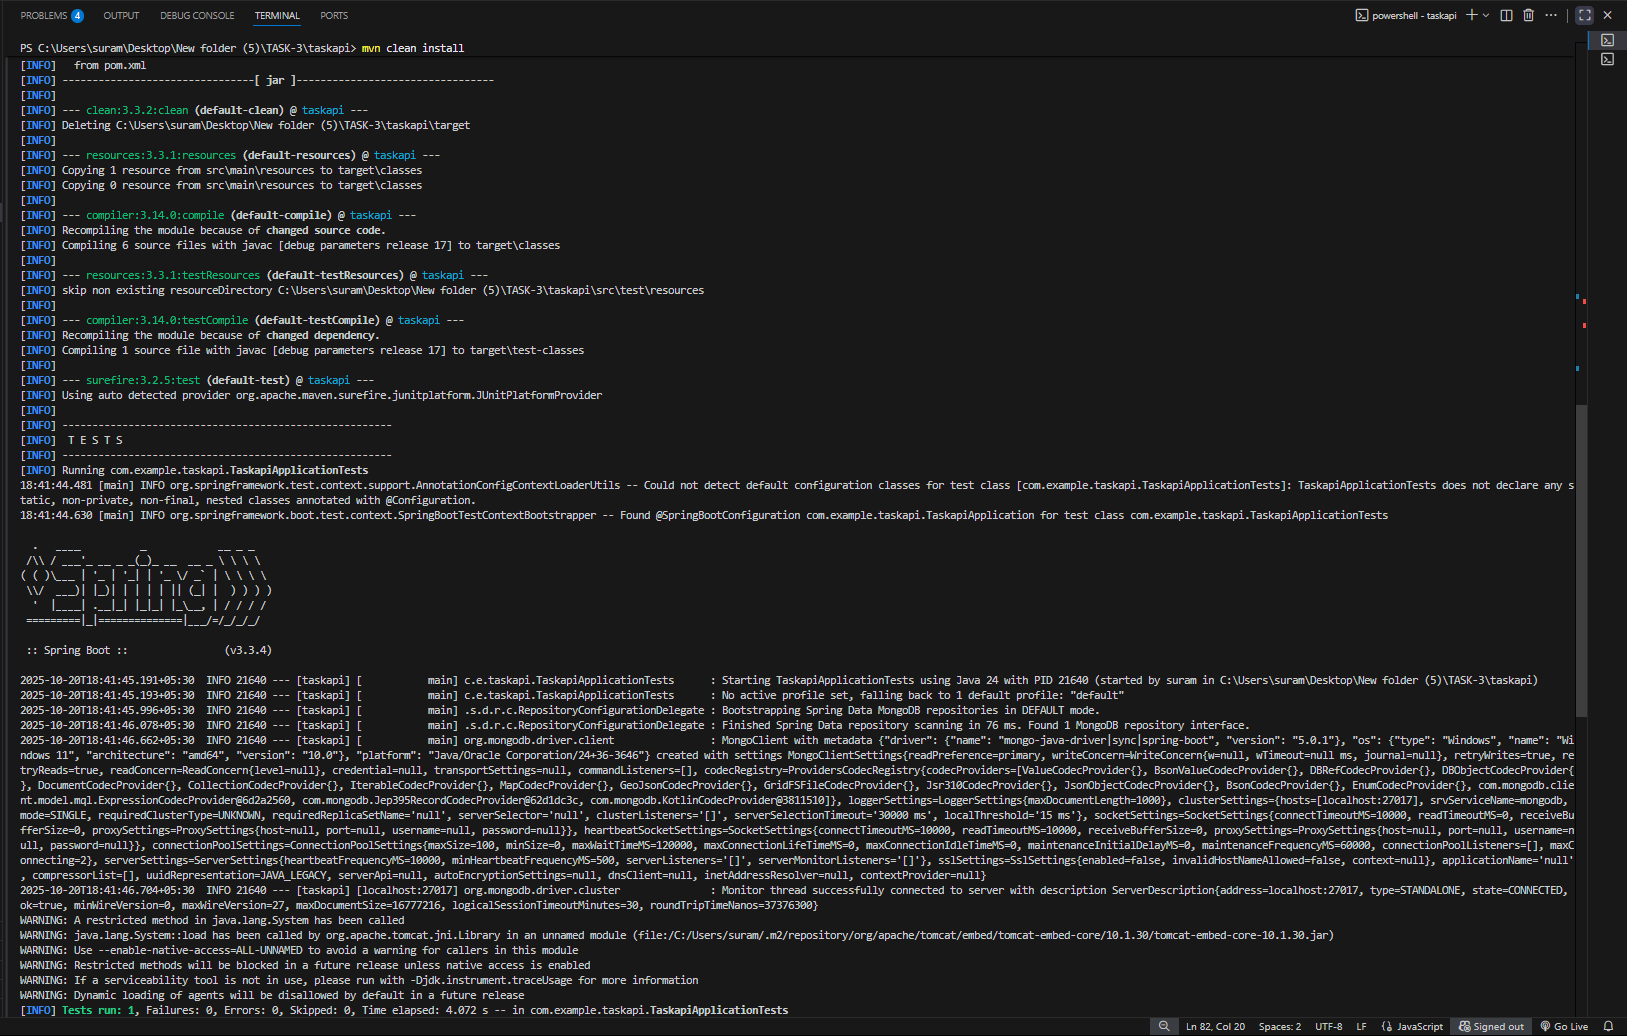 PROBLEMS 4 OUTPUT DEBUG CONSOLE TERMINAL PORTS powershell - taskapi
PS C:\Users\suram\Desktop\New folder (5)\TASK-3\taskapi> mvn clean install
[INFO]   from pom.xml
[INFO] --------------------------------[ jar ]---------------------------------
[INFO]
[INFO] --- clean:3.3.2:clean (default-clean) @ taskapi ---
[INFO] Deleting C:\Users\suram\Desktop\New folder (5)\TASK-3\taskapi\target
[INFO]
[INFO] --- resources:3.3.1:resources (default-resources) @ taskapi ---
[INFO] Copying 1 resource from src\main\resources to target\classes
[INFO] Copying 0 resource from src\main\resources to target\classes
[INFO]
[INFO] --- compiler:3.14.0:compile (default-compile) @ taskapi ---
[INFO] Recompiling the module because of changed source code.
[INFO] Compiling 6 source files with javac [debug parameters release 17] to target\classes
[INFO]
[INFO] --- resources:3.3.1:testResources (default-testResources) @ taskapi ---
[INFO] skip non existing resourceDirectory C:\Users\suram\Desktop\New folder (5)\TASK-3\taskapi\src\test\resources
[INFO]
[INFO] --- compiler:3.14.0:testCompile (default-testCompile) @ taskapi ---
[INFO] Recompiling the module because of changed dependency.
[INFO] Compiling 1 source file with javac [debug parameters release 17] to target\test-classes
[INFO]
[INFO] --- surefire:3.2.5:test (default-test) @ taskapi ---
[INFO] Using auto detected provider org.apache.maven.surefire.junitplatform.JUnitPlatformProvider
[INFO]
[INFO] -------------------------------------------------------
[INFO]  T E S T S
[INFO] -------------------------------------------------------
[INFO] Running com.example.taskapi.TaskapiApplicationTests
18:41:44.481 [main] INFO org.springframework.test.context.support.AnnotationConfigContextLoaderUtils -- Could not detect default configuration classes for test class [com.example.taskapi.TaskapiApplicationTests]: TaskapiApplicationTests does not declare any s
tatic, non-private, non-final, nested classes annotated with @Configuration.
18:41:44.630 [main] INFO org.springframework.boot.test.context.SpringBootTestContextBootstrapper -- Found @SpringBootConfiguration com.example.taskapi.TaskapiApplication for test class com.example.taskapi.TaskapiApplicationTests
  .   ____          _            __ _ _
 /\\ / ___'_ __ _ _(_)_ __  __ _ \ \ \ \
( ( )\___ | '_ | '_| | '_ \/ _` | \ \ \ \
 \\/  ___)| |_)| | | | | || (_| |  ) ) ) )
  '  |____| .__|_| |_|_| |_\__, | / / / /
 =========|_|==============|___/=/_/_/_/
 :: Spring Boot ::                (v3.3.4)
2025-10-20T18:41:45.191+05:30  INFO 21640 --- [taskapi] [           main] c.e.taskapi.TaskapiApplicationTests      : Starting TaskapiApplicationTests using Java 24 with PID 21640 (started by suram in C:\Users\suram\Desktop\New folder (5)\TASK-3\taskapi)
2025-10-20T18:41:45.193+05:30  INFO 21640 --- [taskapi] [           main] c.e.taskapi.TaskapiApplicationTests      : No active profile set, falling back to 1 default profile: "default"
2025-10-20T18:41:45.996+05:30  INFO 21640 --- [taskapi] [           main] .s.d.r.c.RepositoryConfigurationDelegate : Bootstrapping Spring Data MongoDB repositories in DEFAULT mode.
2025-10-20T18:41:46.078+05:30  INFO 21640 --- [taskapi] [           main] .s.d.r.c.RepositoryConfigurationDelegate : Finished Spring Data repository scanning in 76 ms. Found 1 MongoDB repository interface.
2025-10-20T18:41:46.662+05:30  INFO 21640 --- [taskapi] [           main] org.mongodb.driver.client                : MongoClient with metadata {"driver": {"name": "mongo-java-driver|sync|spring-boot", "version": "5.0.1"}, "os": {"type": "Windows", "name": "Wi
ndows 11", "architecture": "amd64", "version": "10.0"}, "platform": "Java/Oracle Corporation/24+36-3646"} created with settings MongoClientSettings{readPreference=primary, writeConcern=WriteConcern{w=null, wTimeout=null ms, journal=null}, retryWrites=true, re
tryReads=true, readConcern=ReadConcern{level=null}, credential=null, transportSettings=null, commandListeners=[], codecRegistry=ProvidersCodecRegistry{codecProviders=[ValueCodecProvider{}, BsonValueCodecProvider{}, DBRefCodecProvider{}, DBObjectCodecProvider{
}, DocumentCodecProvider{}, CollectionCodecProvider{}, IterableCodecProvider{}, MapCodecProvider{}, GeoJsonCodecProvider{}, GridFSFileCodecProvider{}, Jsr310CodecProvider{}, JsonObjectCodecProvider{}, BsonCodecProvider{}, EnumCodecProvider{}, com.mongodb.clie
nt.model.mql.ExpressionCodecProvider@6d2a2560, com.mongodb.Jep395RecordCodecProvider@62d1dc3c, com.mongodb.KotlinCodecProvider@3811510]}, loggerSettings=LoggerSettings{maxDocumentLength=1000}, clusterSettings={hosts=[localhost:27017], srvServiceName=mongodb,
mode=SINGLE, requiredClusterType=UNKNOWN, requiredReplicaSetName='null', serverSelector='null', clusterListeners='[]', serverSelectionTimeout='30000 ms', localThreshold='15 ms'}, socketSettings=SocketSettings{connectTimeoutMS=10000, readTimeoutMS=0, receiveBu
fferSize=0, proxySettings=ProxySettings{host=null, port=null, username=null, password=null}}, heartbeatSocketSettings=SocketSettings{connectTimeoutMS=10000, readTimeoutMS=10000, receiveBufferSize=0, proxySettings=ProxySettings{host=null, port=null, username=n
ull, password=null}}, connectionPoolSettings=ConnectionPoolSettings{maxSize=100, minSize=0, maxWaitTimeMS=120000, maxConnectionLifeTimeMS=0, maxConnectionIdleTimeMS=0, maintenanceInitialDelayMS=0, maintenanceFrequencyMS=60000, connectionPoolListeners=[], maxC
onnecting=2}, serverSettings=ServerSettings{heartbeatFrequencyMS=10000, minHeartbeatFrequencyMS=500, serverListeners='[]', serverMonitorListeners='[]'}, sslSettings=SslSettings{enabled=false, invalidHostNameAllowed=false, context=null}, applicationName='null'
, compressorList=[], uuidRepresentation=JAVA_LEGACY, serverApi=null, autoEncryptionSettings=null, dnsClient=null, inetAddressResolver=null, contextProvider=null}
2025-10-20T18:41:46.704+05:30  INFO 21640 --- [taskapi] [localhost:27017] org.mongodb.driver.cluster               : Monitor thread successfully connected to server with description ServerDescription{address=localhost:27017, type=STANDALONE, state=CONNECTED,
ok=true, minWireVersion=0, maxWireVersion=27, maxDocumentSize=16777216, logicalSessionTimeoutMinutes=30, roundTripTimeNanos=37376300}
WARNING: A restricted method in java.lang.System has been called
WARNING: java.lang.System::load has been called by org.apache.tomcat.jni.Library in an unnamed module (file:/C:/Users/suram/.m2/repository/org/apache/tomcat/embed/tomcat-embed-core/10.1.30/tomcat-embed-core-10.1.30.jar)
WARNING: Use --enable-native-access=ALL-UNNAMED to avoid a warning for callers in this module
WARNING: Restricted methods will be blocked in a future release unless native access is enabled
WARNING: If a serviceability tool is not in use, please run with -Djdk.instrument.traceUsage for more information
WARNING: Dynamic loading of agents will be disallowed by default in a future release
[INFO] Tests run: 1, Failures: 0, Errors: 0, Skipped: 0, Time elapsed: 4.072 s -- in com.example.taskapi.TaskapiApplicationTests
Ln 82, Col 20 Spaces: 2 UTF-8 LF {} JavaScript Signed out Go Live